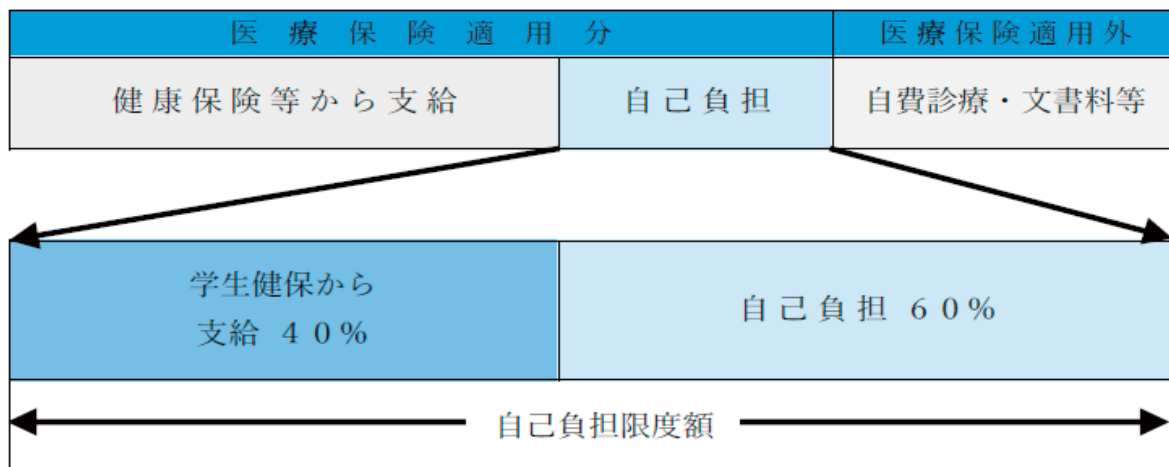 医療保険適用分
医療保険適用外
健康保険等から支給
自己負担
自費診療・文書料等
学生健保から
支給 40%
自己負担 60%
自己負担限度額